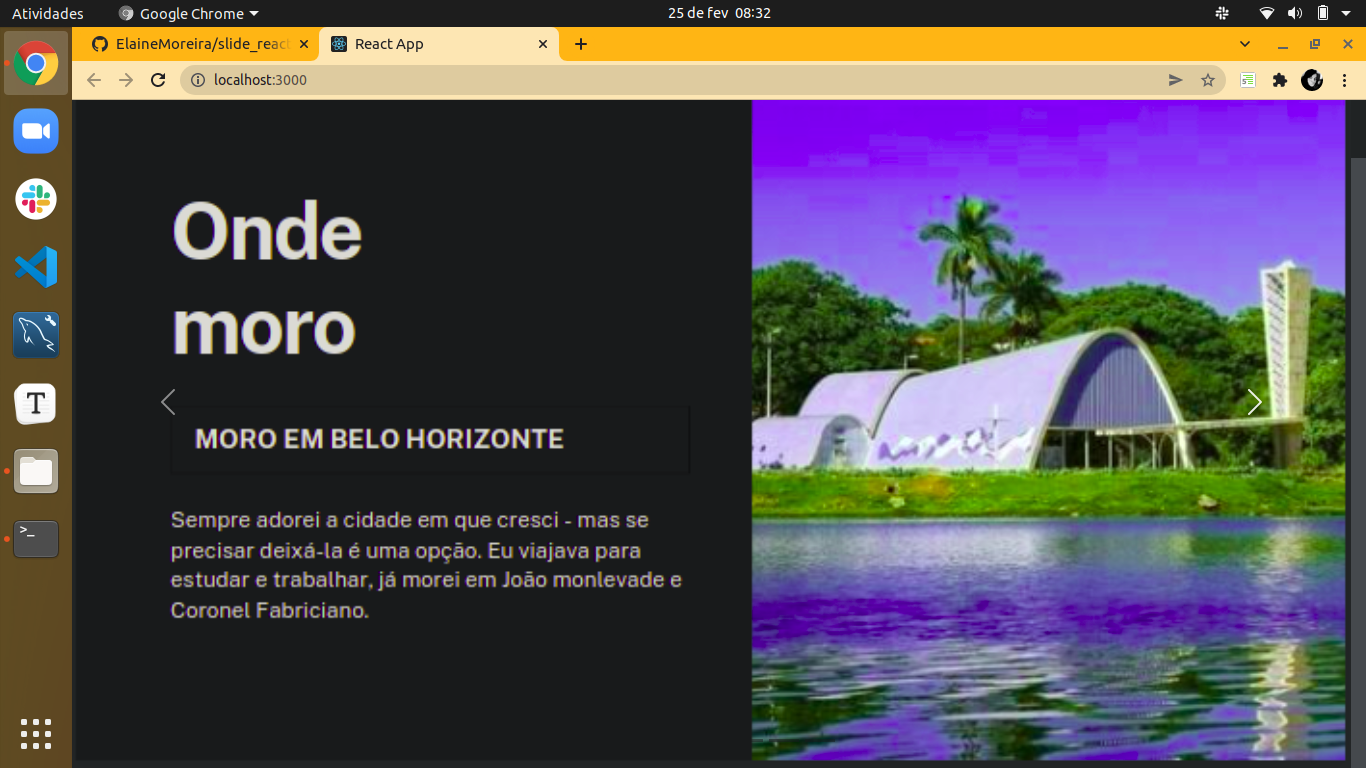 Atividades
Google Chrome
25 de fev 08:32
ElaineMoreira/slide_reac
React App
localhost:3000
Onde
moro
MORO EM BELO HORIZONTE
Sempre adorei a cidade em que cresci - mas se
precisar deixá-la é uma opção. Eu viajava para
estudar e trabalhar, já morei em João monlevade e
Coronel Fabriciano.
T
>_